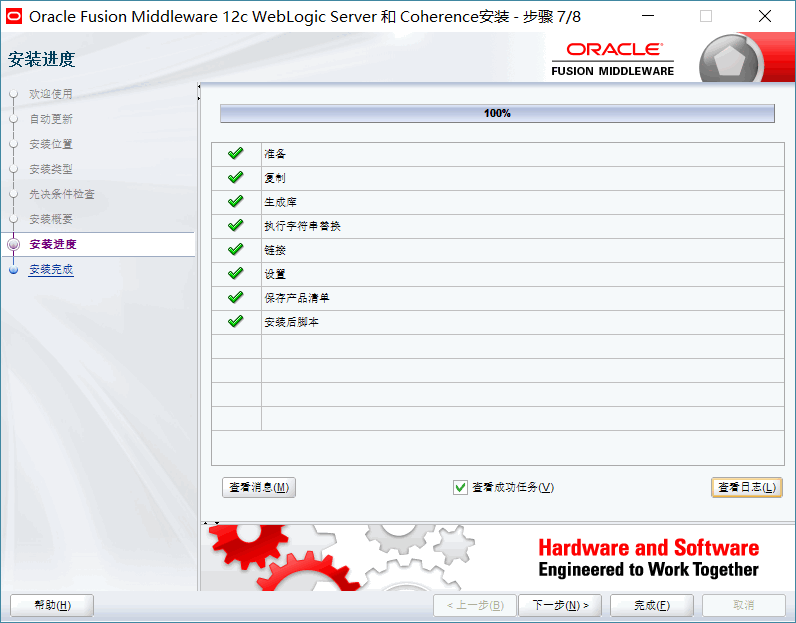 Oracle Fusion Middleware 12c WebLogic Server 和 Coherence安装 - 步骤 7/8
安装进度
ORACLE
FUSION MIDDLEWARE
欢迎使用
自动更新
安装位置
安装类型
先决条件检查
安装概要
安装进度
安装完成
100%
准备
复制
生成库
执行字符串替换
链接
设置
保存产品清单
安装后脚本
查看消息(M)
查看成功任务(V)
查看日志(L)
Hardware and Software
Engineered to Work Together
帮助(H)
< 上一步(B)
下一步(N) >
完成(F)
取消